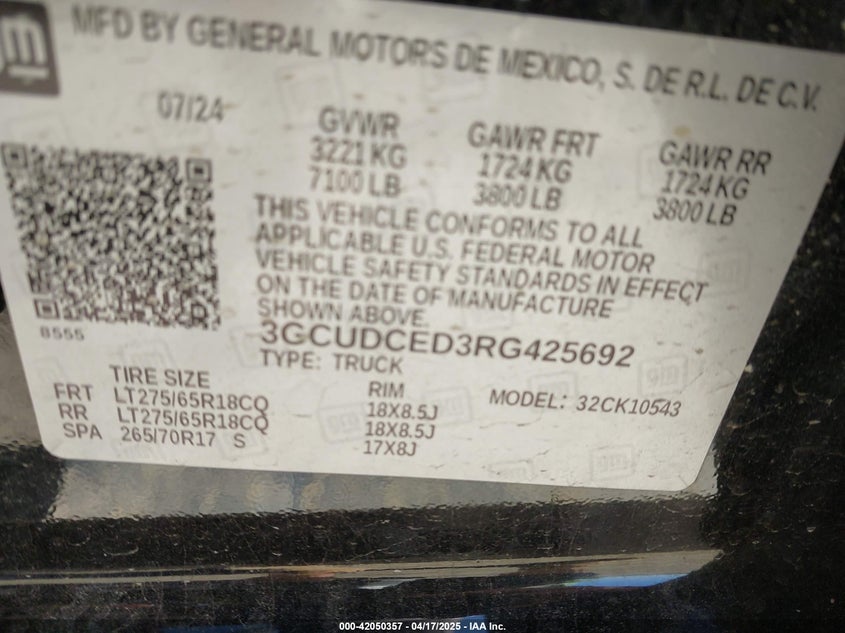 GM
MFD BY GENERAL MOTORS DE MEXICO, S. DE R.L. DE C.V.
07/24
GVWR
3221 KG
7100 LB
GAWR FRT
1724 KG
3800 LB
GAWR RR
1724 KG
3800 LB
THIS VEHICLE CONFORMS TO ALL
APPLICABLE U.S. FEDERAL MOTOR
VEHICLE SAFETY STANDARDS IN EFFECT
ON THE DATE OF MANUFACTURE
SHOWN ABOVE.
8555
3GCUDCED3RG425692
TYPE: TRUCK
MODEL: 32CK10543
TIRE SIZE RIM
FRT LT275/65R18CQ 18X8.5J
RR LT275/65R18CQ 18X8.5J
SPA 265/70R17 S 17X8J
000-42050357 - 04/17/2025 - IAA Inc.